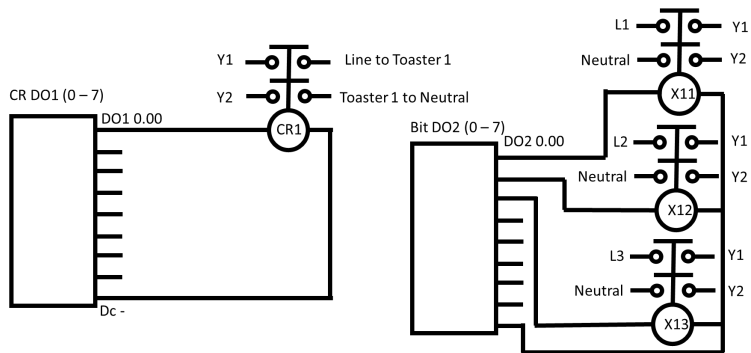 Y1 Line to Toaster 1
Y2 Toaster 1 to Neutral
CR DO1 (0 – 7)
DO1 0.00
CR1
Dc -
L1 Y1
Neutral Y2
X11
Bit DO2 (0 – 7)
DO2 0.00
L2 Y1
Neutral Y2
X12
L3 Y1
Neutral Y2
X13